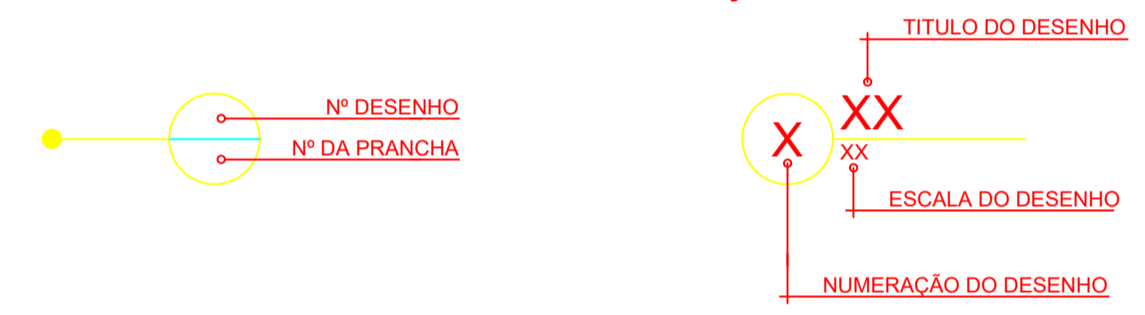 Nº DESENHO
Nº DA PRANCHA
TITULO DO DESENHO
XX
X
XX
ESCALA DO DESENHO
NUMERAÇÃO DO DESENHO